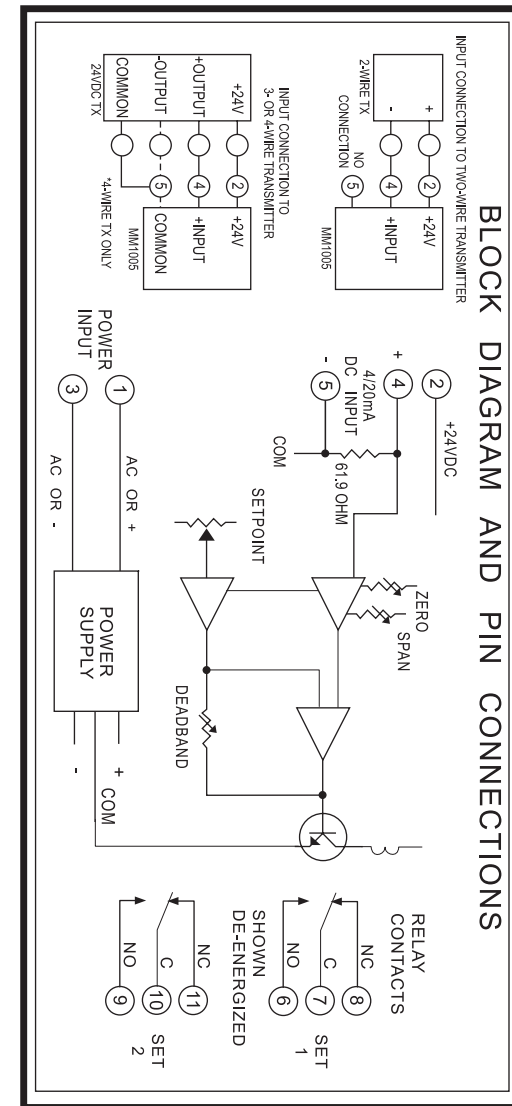 BLOCK DIAGRAM AND PIN CONNECTIONS
INPUT CONNECTION TO TWO-WIRE TRANSMITTER
2-WIRE TX
+
-
NO
CONNECTION
2
4
5
+24V
+INPUT
MM1005
INPUT CONNECTION TO
3- OR 4-WIRE TRANSMITTER
+24V
+OUTPUT
-OUTPUT
COMMON
24VDC TX
2
4
5
+24V
+INPUT
COMMON
MM1005
*4-WIRE TX ONLY
2
+24VDC
+
4
4/20mA
DC INPUT
-
5
61.9 OHM
COM
ZERO
SPAN
SETPOINT
DEADBAND
POWER
INPUT
1
3
AC OR +
AC OR -
POWER
SUPPLY
+
COM
-
RELAY
CONTACTS
NC
8
C
7
NO
6
SET
1
SHOWN
DE-ENERGIZED
NC
11
C
10
NO
9
SET
2